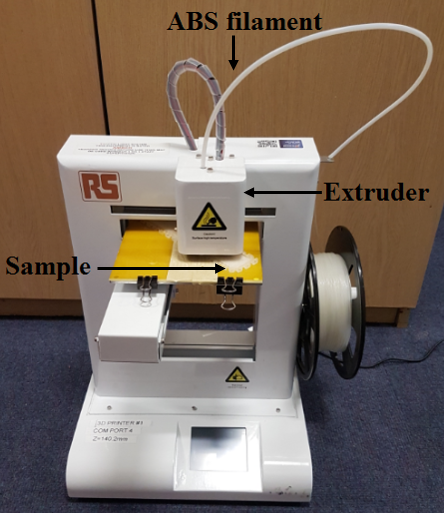 ABS filament
RS
Extruder
Sample
3D PRINTER #1
COM PORT 4
Z=140.2mm